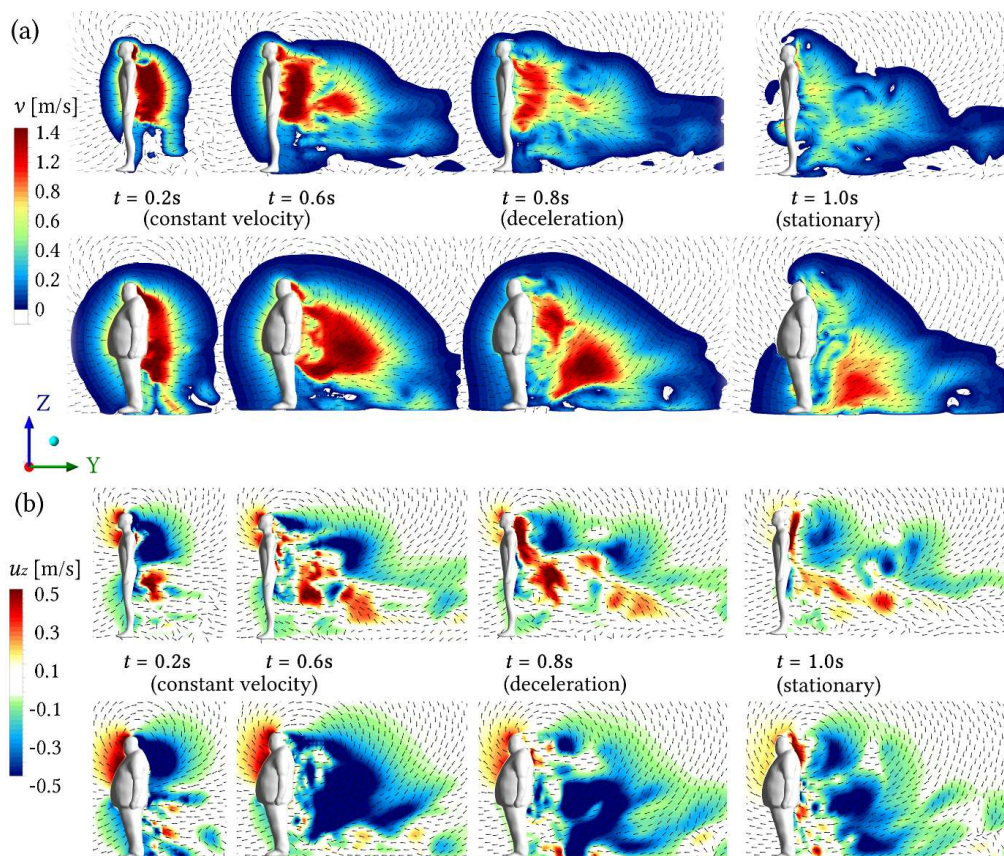 (a)
v [m/s]
1.4
1.2
1.0
0.8
0.6
0.4
0.2
0
t = 0.2s t = 0.6s t = 0.8s t = 1.0s
(constant velocity) (deceleration) (stationary)
Z
Y
(b)
uz [m/s]
0.5
0.3
0.1
-0.1
-0.3
-0.5
t = 0.2s t = 0.6s t = 0.8s t = 1.0s
(constant velocity) (deceleration) (stationary)